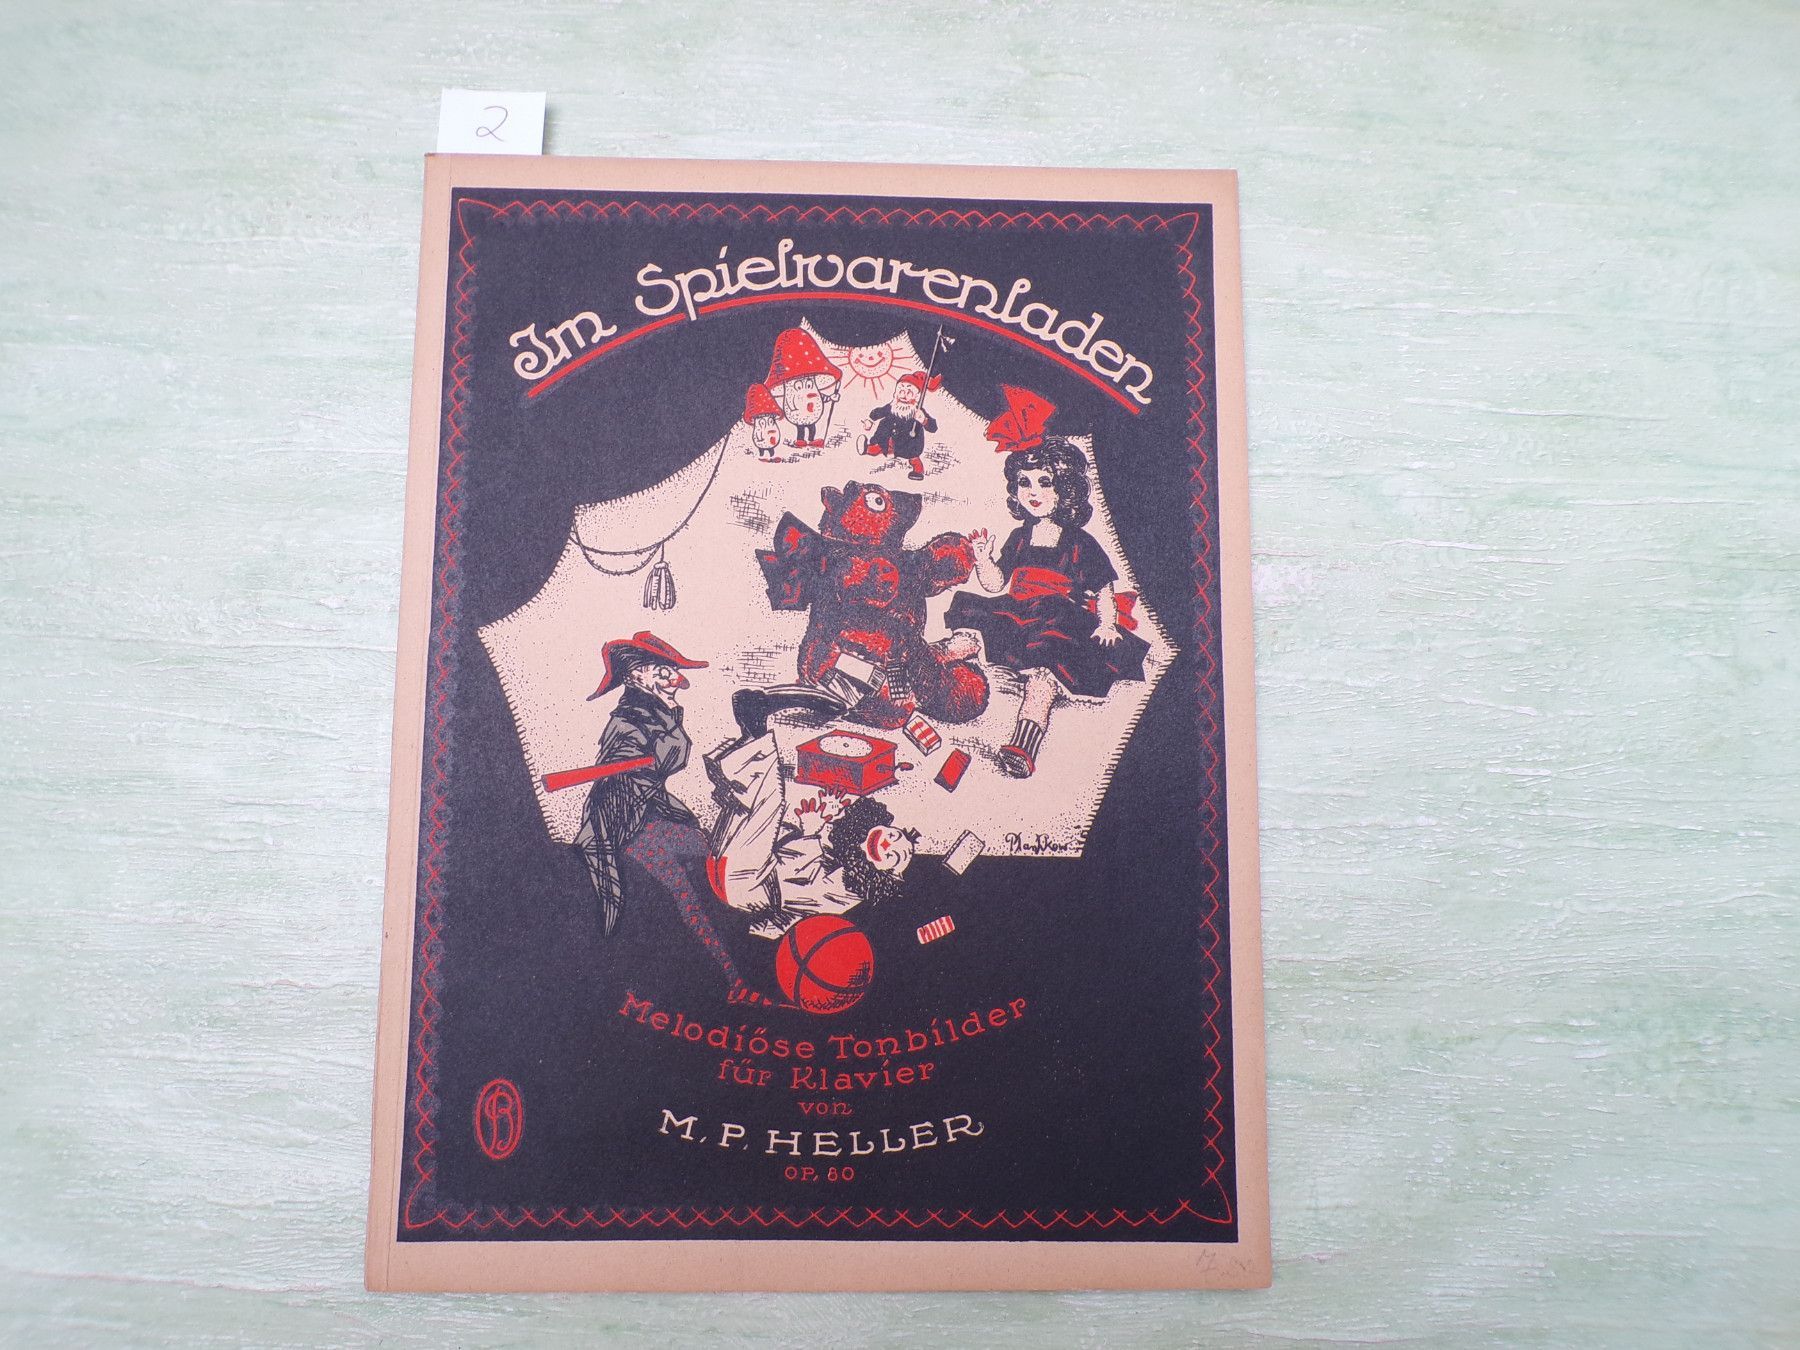 2
Im Spielwarenladen
Melodiöse Tonbilder
für Klavier
von
M. P. HELLER
OP. 80